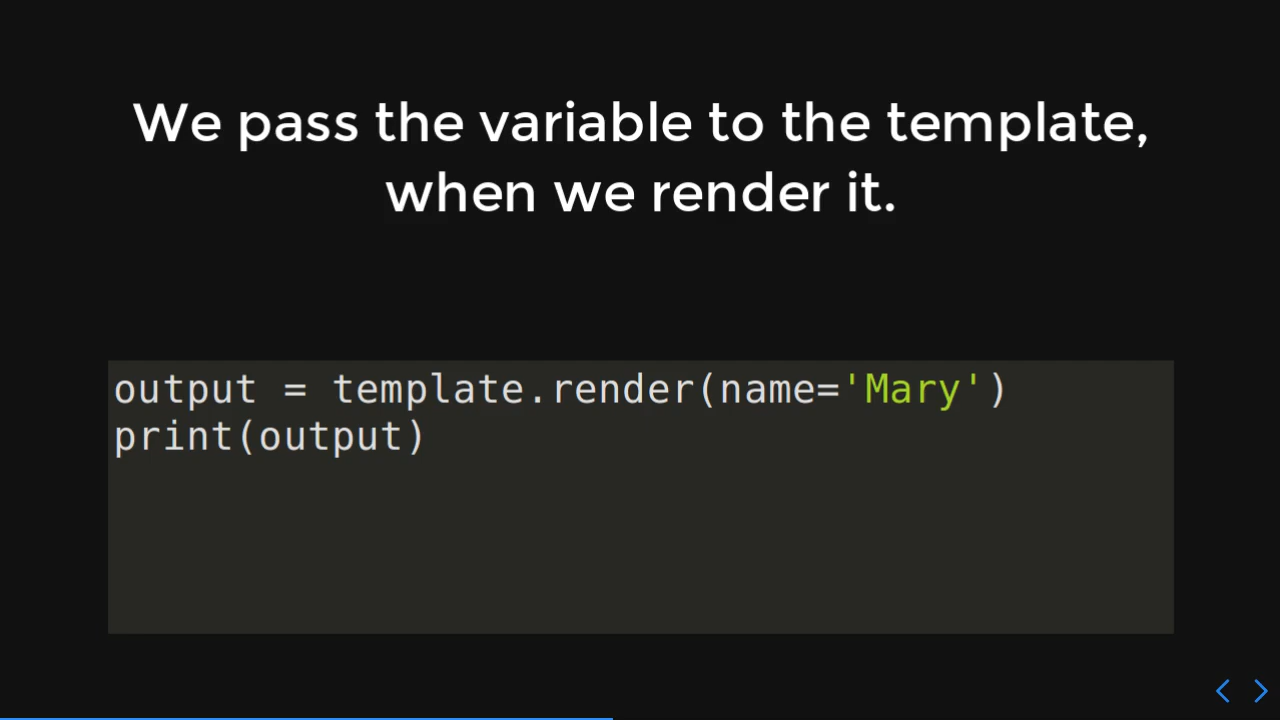 We pass the variable to the template,
when we render it.
output = template.render(name='Mary')
print(output)